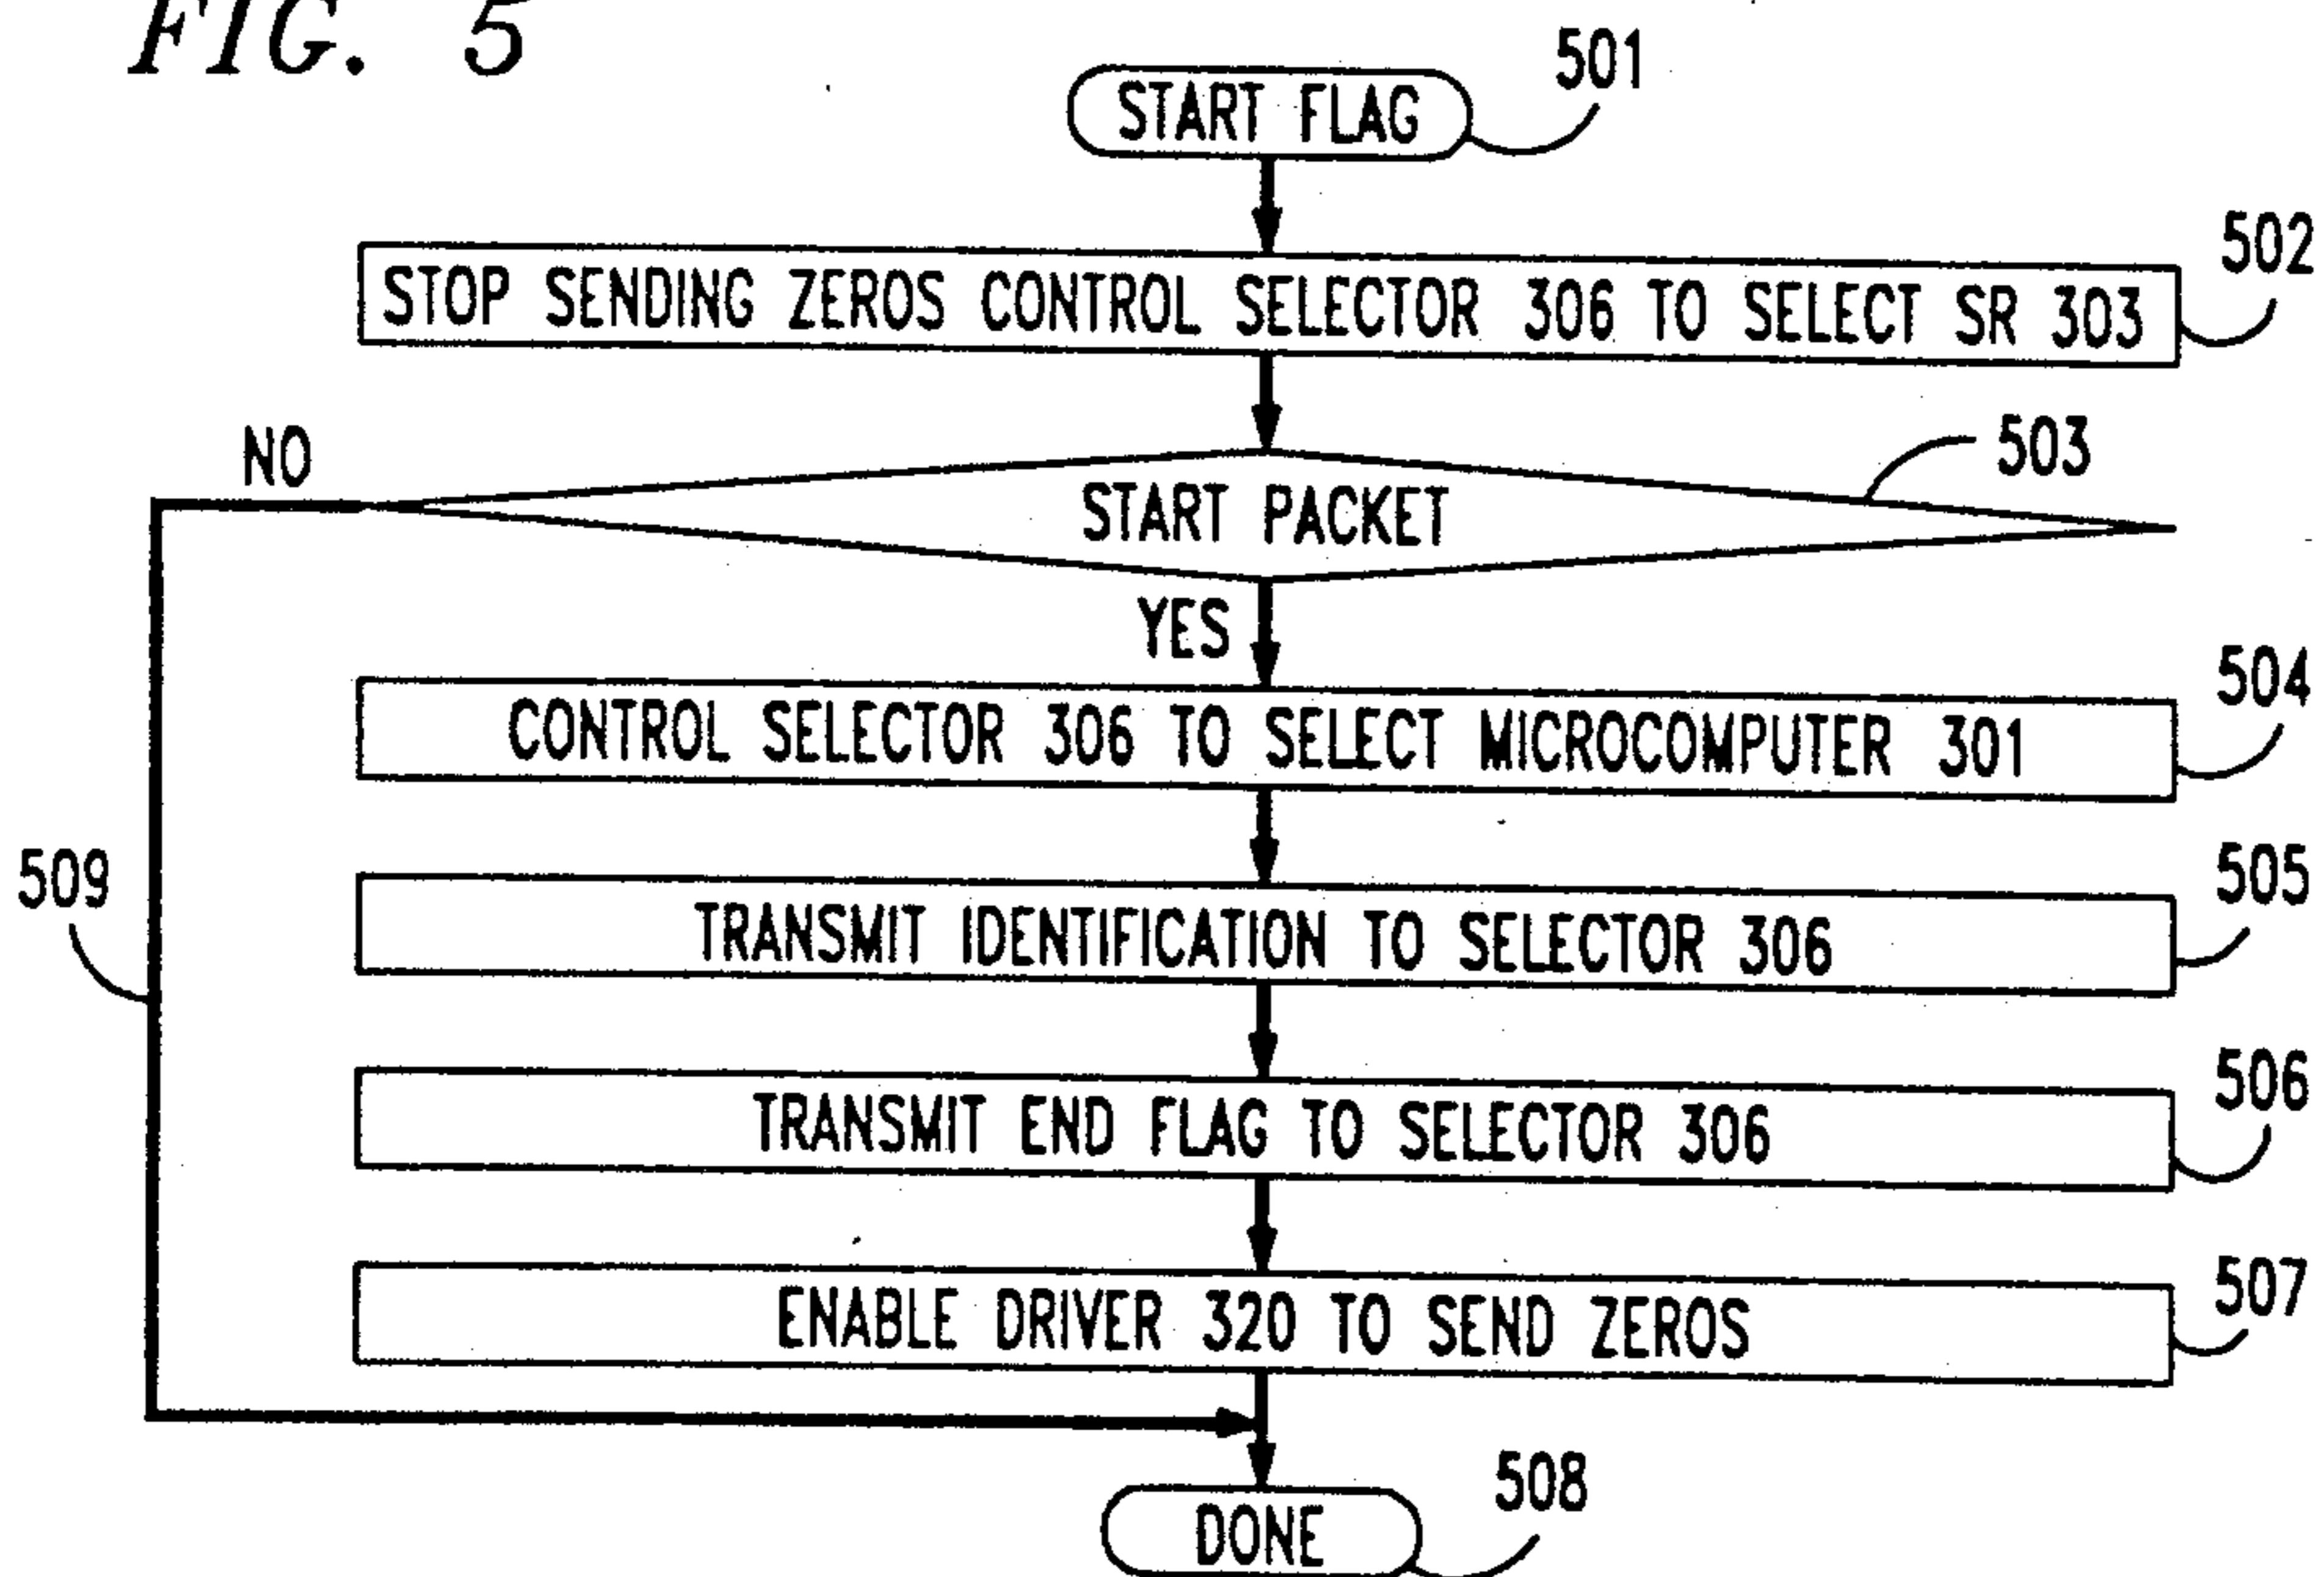 FIG. 5
START FLAG
501
STOP SENDING ZEROS CONTROL SELECTOR 306 TO SELECT SR 303
502
NO
START PACKET
503
YES
CONTROL SELECTOR 306 TO SELECT MICROCOMPUTER 301
504
TRANSMIT IDENTIFICATION TO SELECTOR 306
505
509
TRANSMIT END FLAG TO SELECTOR 306
506
ENABLE DRIVER 320 TO SEND ZEROS
507
DONE
508